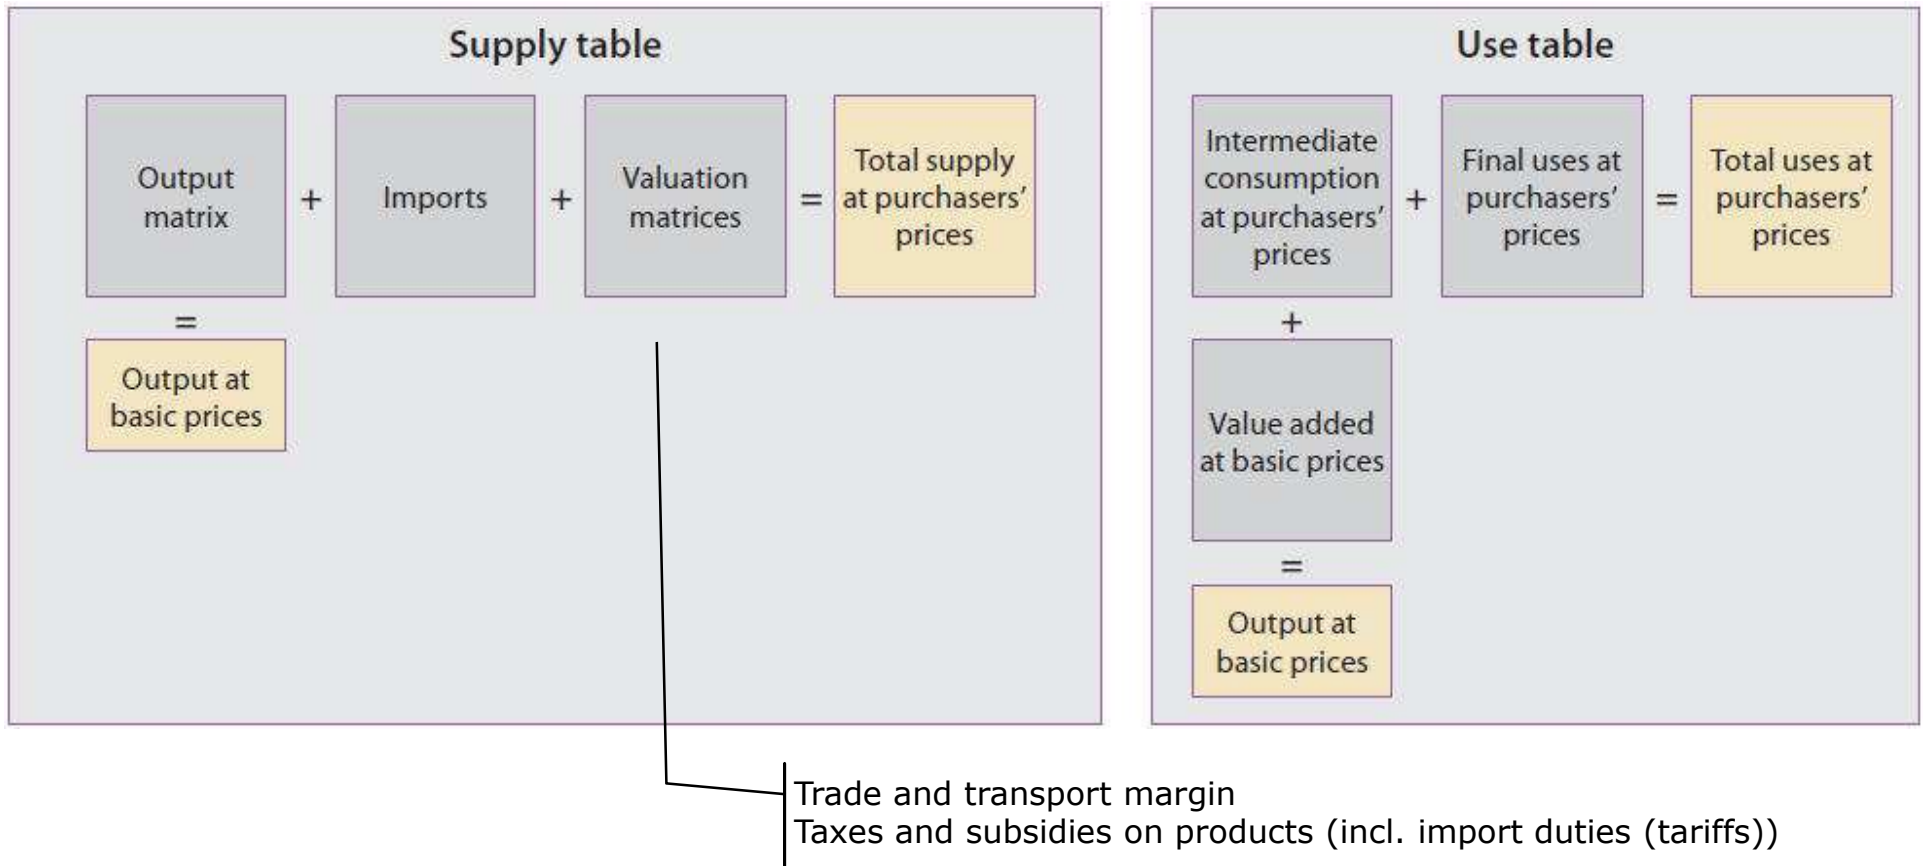 Supply table
Output
matrix
+
Imports
+
Valuation
matrices
=
Total supply
at purchasers'
prices
=
Output at
basic prices
Use table
Intermediate
consumption
at purchasers'
prices
+
Final uses at
purchasers'
prices
=
Total uses at
purchasers'
prices
+
Value added
at basic prices
=
Output at
basic prices
Trade and transport margin
Taxes and subsidies on products (incl. import duties (tariffs))